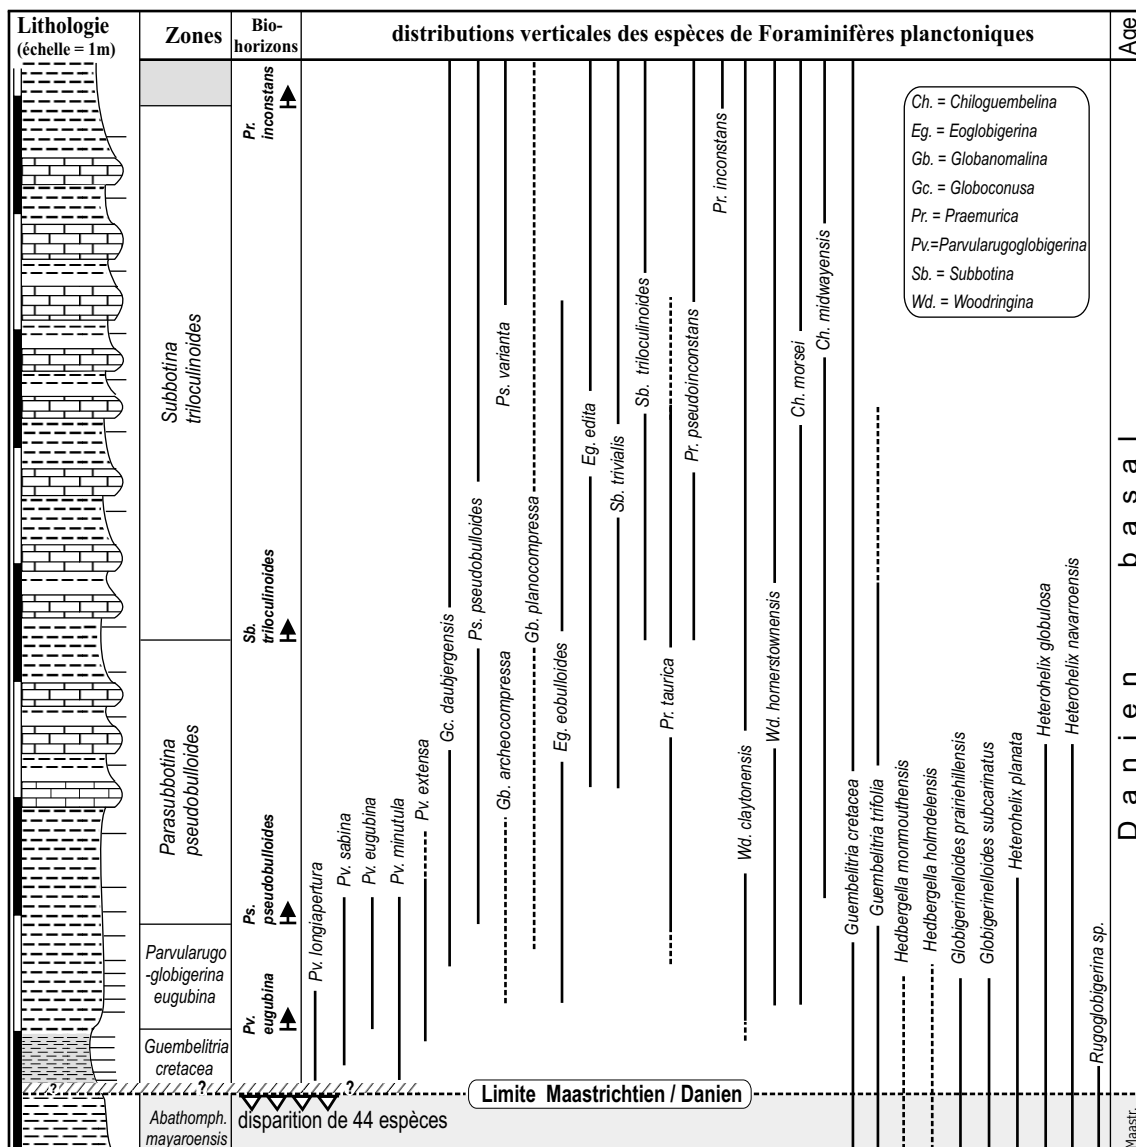 Lithologie
(échelle = 1m)
Zones
Bio-
horizons
distributions verticales des espèces de Foraminifères planctoniques
Age
Pr.
inconstans
Subbotina
triloculinoides
Sb.
triloculinoides
Parasubbotina
pseudobulloides
Ps.
pseudobulloides
Parvularugo
-globigerina
eugubina
Pv.
eugubina
Guembelitria
cretacea
Abathomph.
mayaroensis
Pv. longiapertura
Pv. sabina
Pv. eugubina
Pv. minutula
Pv. extensa
Gc. daubjergensis
Ps. pseudobulloides
Gb. archeocompressa
Ps. varianta
Gb. planocompressa
Eg. eobulloides
Eg. edita
Sb. trivialis
Sb. triloculinoides
Pr. taurica
Pr. pseudoinconstans
Pr. inconstans
Wd. claytonensis
Wd. hornerstownensis
Ch. morsei
Ch. midwayensis
Guembelitria cretacea
Guembelitria trifolia
Hedbergella monmouthensis
Hedbergella holmdelensis
Globigerinelloides prairiehillensis
Globigerinelloides subcarinatus
Heterohelix planata
Heterohelix globulosa
Heterohelix navarroensis
Rugoglobigerina sp.
Ch. = Chiloguembelina
Eg. = Eoglobigerina
Gb. = Globanomalina
Gc. = Globoconusa
Pr. = Praemurica
Pv.=Parvularugoglobigerina
Sb. = Subbotina
Wd. = Woodringina
Danien basal
? ? ?
Limite Maastrichtien / Danien
disparition de 44 espèces
Maastr.